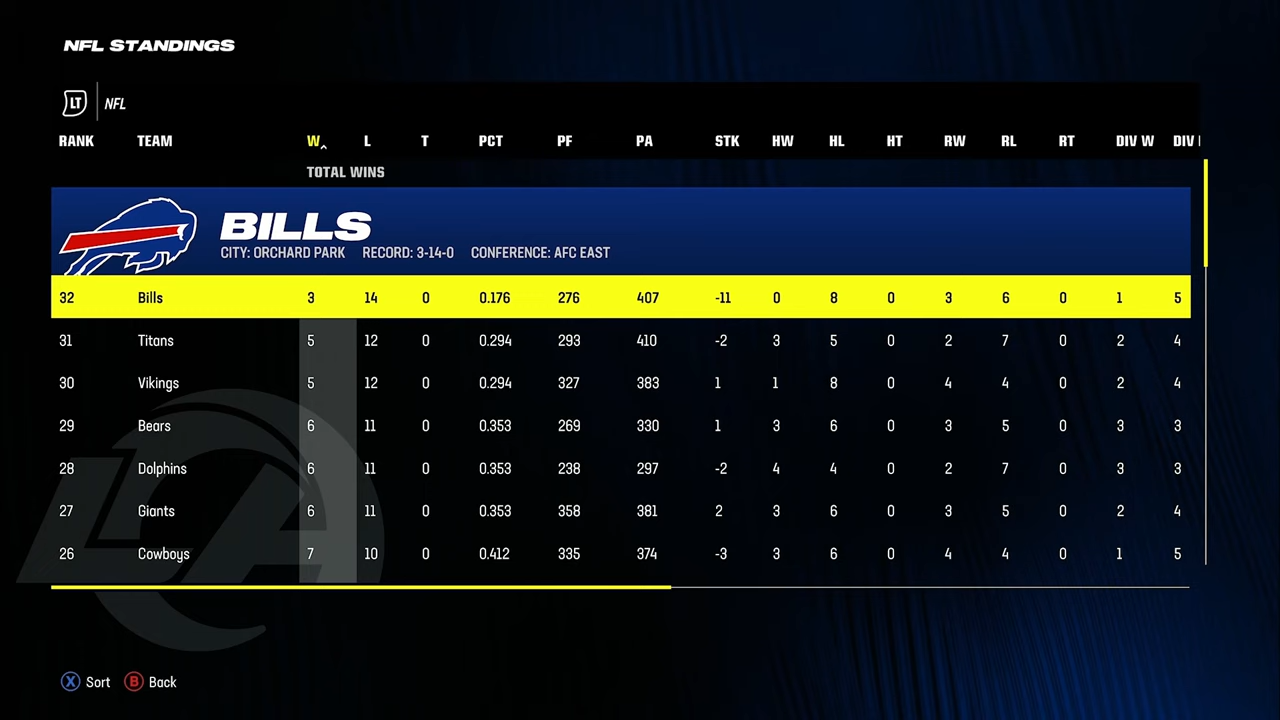 NFL STANDINGS
LT NFL
RANK TEAM W L T PCT PF PA STK HW HL HT RW RL RT DIV W DIV
TOTAL WINS
BILLS
CITY: ORCHARD PARK RECORD: 3-14-0 CONFERENCE: AFC EAST
32 Bills 3 14 0 0.176 276 407 -11 0 8 0 3 6 0 1 5
31 Titans 5 12 0 0.294 293 410 -2 3 5 0 2 7 0 2 4
30 Vikings 5 12 0 0.294 327 383 1 1 8 0 4 4 0 2 4
29 Bears 6 11 0 0.353 269 330 1 3 6 0 3 5 0 3 3
28 Dolphins 6 11 0 0.353 238 297 -2 4 4 0 2 7 0 3 3
27 Giants 6 11 0 0.353 358 381 2 3 6 0 3 5 0 2 4
26 Cowboys 7 10 0 0.412 335 374 -3 3 6 0 4 4 0 1 5
LA
X Sort B Back